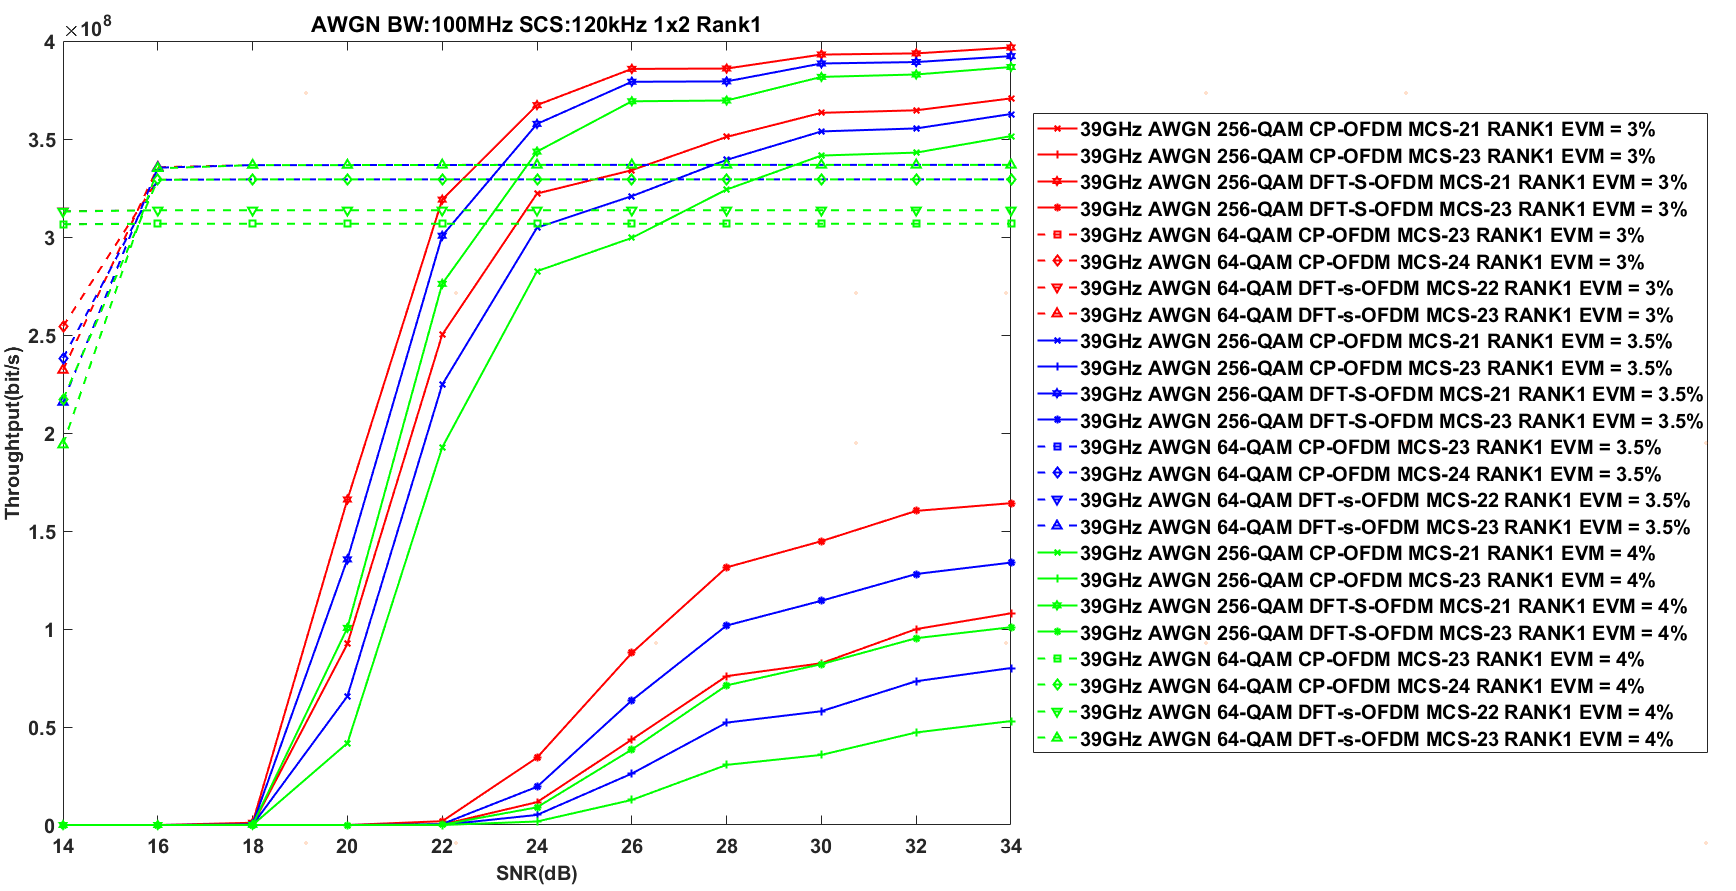 AWGN BW:100MHz SCS:120kHz 1x2 Rank1
×10^8
4
3.5
3
2.5
2
1.5
1
0.5
0
Throughtput(bit/s)
14 16 18 20 22 24 26 28 30 32 34
SNR(dB)
39GHz AWGN 256-QAM CP-OFDM MCS-21 RANK1 EVM = 3%
39GHz AWGN 256-QAM CP-OFDM MCS-23 RANK1 EVM = 3%
39GHz AWGN 256-QAM DFT-S-OFDM MCS-21 RANK1 EVM = 3%
39GHz AWGN 256-QAM DFT-S-OFDM MCS-23 RANK1 EVM = 3%
39GHz AWGN 64-QAM CP-OFDM MCS-23 RANK1 EVM = 3%
39GHz AWGN 64-QAM CP-OFDM MCS-24 RANK1 EVM = 3%
39GHz AWGN 64-QAM DFT-s-OFDM MCS-22 RANK1 EVM = 3%
39GHz AWGN 64-QAM DFT-s-OFDM MCS-23 RANK1 EVM = 3%
39GHz AWGN 256-QAM CP-OFDM MCS-21 RANK1 EVM = 3.5%
39GHz AWGN 256-QAM CP-OFDM MCS-23 RANK1 EVM = 3.5%
39GHz AWGN 256-QAM DFT-S-OFDM MCS-21 RANK1 EVM = 3.5%
39GHz AWGN 256-QAM DFT-S-OFDM MCS-23 RANK1 EVM = 3.5%
39GHz AWGN 64-QAM CP-OFDM MCS-23 RANK1 EVM = 3.5%
39GHz AWGN 64-QAM CP-OFDM MCS-24 RANK1 EVM = 3.5%
39GHz AWGN 64-QAM DFT-s-OFDM MCS-22 RANK1 EVM = 3.5%
39GHz AWGN 64-QAM DFT-s-OFDM MCS-23 RANK1 EVM = 3.5%
39GHz AWGN 256-QAM CP-OFDM MCS-21 RANK1 EVM = 4%
39GHz AWGN 256-QAM CP-OFDM MCS-23 RANK1 EVM = 4%
39GHz AWGN 256-QAM DFT-S-OFDM MCS-21 RANK1 EVM = 4%
39GHz AWGN 256-QAM DFT-S-OFDM MCS-23 RANK1 EVM = 4%
39GHz AWGN 64-QAM CP-OFDM MCS-23 RANK1 EVM = 4%
39GHz AWGN 64-QAM CP-OFDM MCS-24 RANK1 EVM = 4%
39GHz AWGN 64-QAM DFT-s-OFDM MCS-22 RANK1 EVM = 4%
39GHz AWGN 64-QAM DFT-s-OFDM MCS-23 RANK1 EVM = 4%